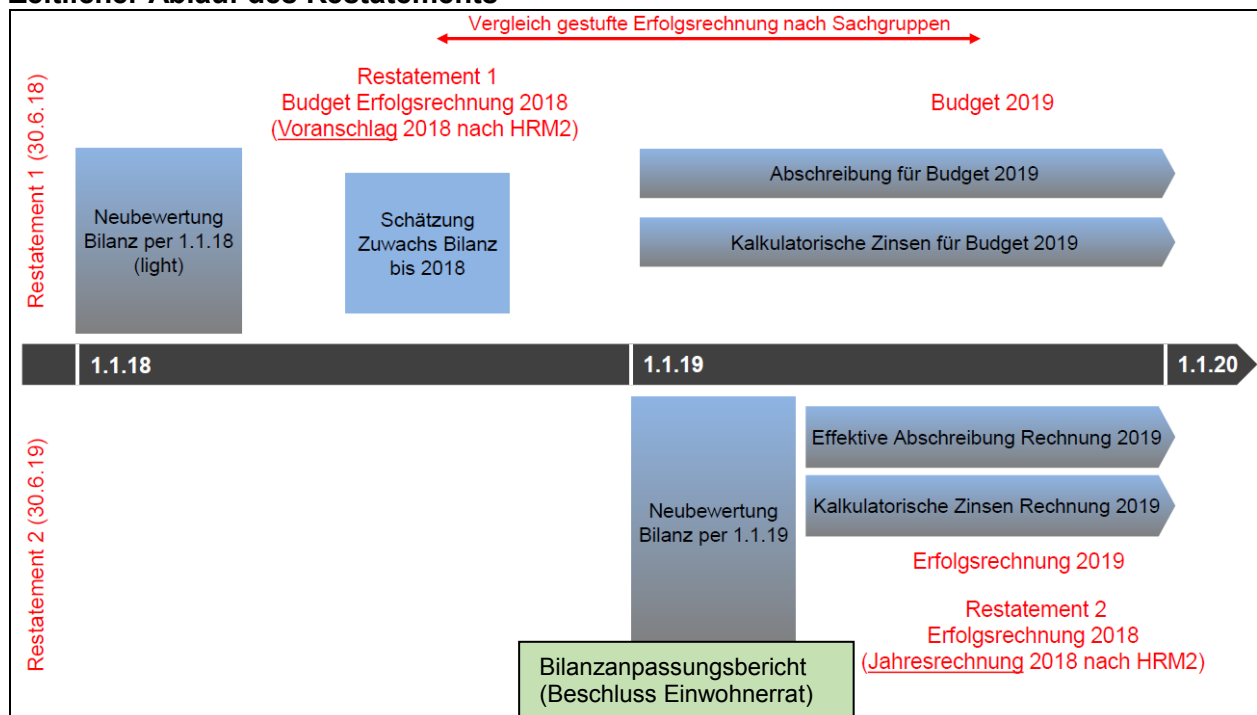 Zeitlicher Ablauf des Restatements
Vergleich gestufte Erfolgsrechnung nach Sachgruppen
Restatement 1 (30.6.18)
Restatement 1
Budget Erfolgsrechnung 2018
(Voranschlag 2018 nach HRM2)
Budget 2019
Neubewertung
Bilanz per 1.1.18
(light)
Schätzung
Zuwachs Bilanz
bis 2018
Abschreibung für Budget 2019
Kalkulatorische Zinsen für Budget 2019
1.1.18
1.1.19
1.1.20
Restatement 2 (30.6.19)
Neubewertung
Bilanz per 1.1.19
Effektive Abschreibung Rechnung 2019
Kalkulatorische Zinsen Rechnung 2019
Erfolgsrechnung 2019
Restatement 2
Erfolgsrechnung 2018
(Jahresrechnung 2018 nach HRM2)
Bilanzanpassungsbericht
(Beschluss Einwohnerrat)